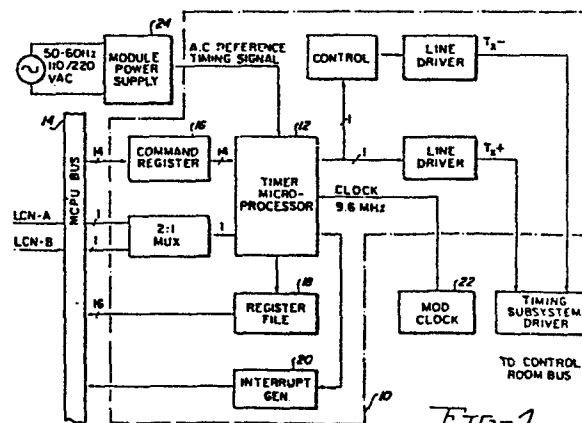 24
50-60Hz
110/220
VAC
MODULE
POWER
SUPPLY
A.C REFERENCE
TIMING SIGNAL
CONTROL
LINE
DRIVER
Tx-
14
MCPU BUS
14
COMMAND
REGISTER
16
14
12
TIMER
MICRO-
PROCESSOR
1
1
LINE
DRIVER
Tx+
CLOCK
9.6 MHz
LCN-A
1
LCN-B
1
2:1
MUX
1
16
18
REGISTER
FILE
22
MOD
CLOCK
TIMING
SUBSYSTEM
DRIVER
TO CONTROL
ROOM BUS
20
INTERRUPT
GEN.
10